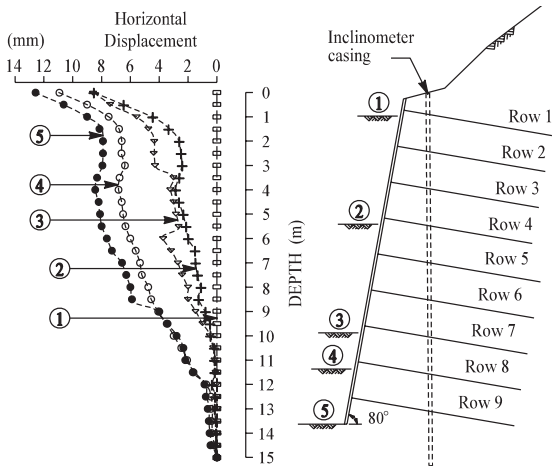 Horizontal
Displacement
(mm)
14 12 10 8 6 4 2 0
0
1
2
3
4
5
6
7
8
9
10
11
12
13
14
15
DEPTH (m)
⑤
④
③
②
①
Inclinometer
casing
①
②
③
④
⑤
Row 1
Row 2
Row 3
Row 4
Row 5
Row 6
Row 7
Row 8
Row 9
80°